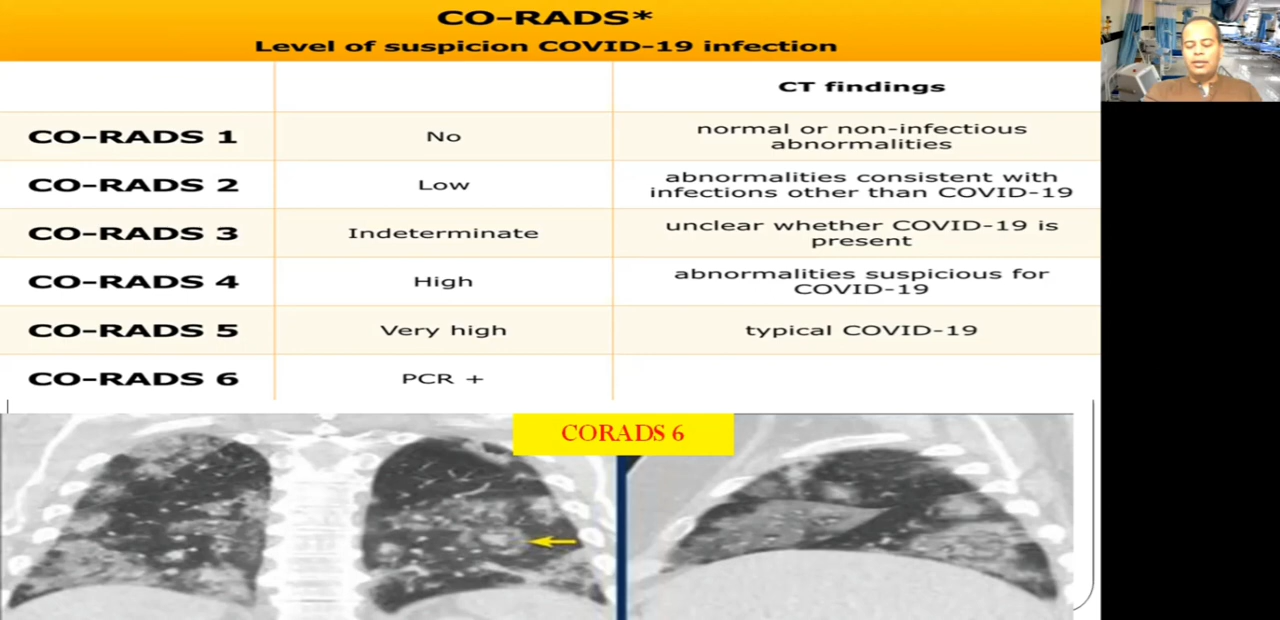 CO-RADS*
Level of suspicion COVID-19 infection
CT findings
CO-RADS 1
No
normal or non-infectious
abnormalities
CO-RADS 2
Low
abnormalities consistent with
infections other than COVID-19
CO-RADS 3
Indeterminate
unclear whether COVID-19 is
present
CO-RADS 4
High
abnormalities suspicious for
COVID-19
CO-RADS 5
Very high
typical COVID-19
CO-RADS 6
PCR +
CORADS 6